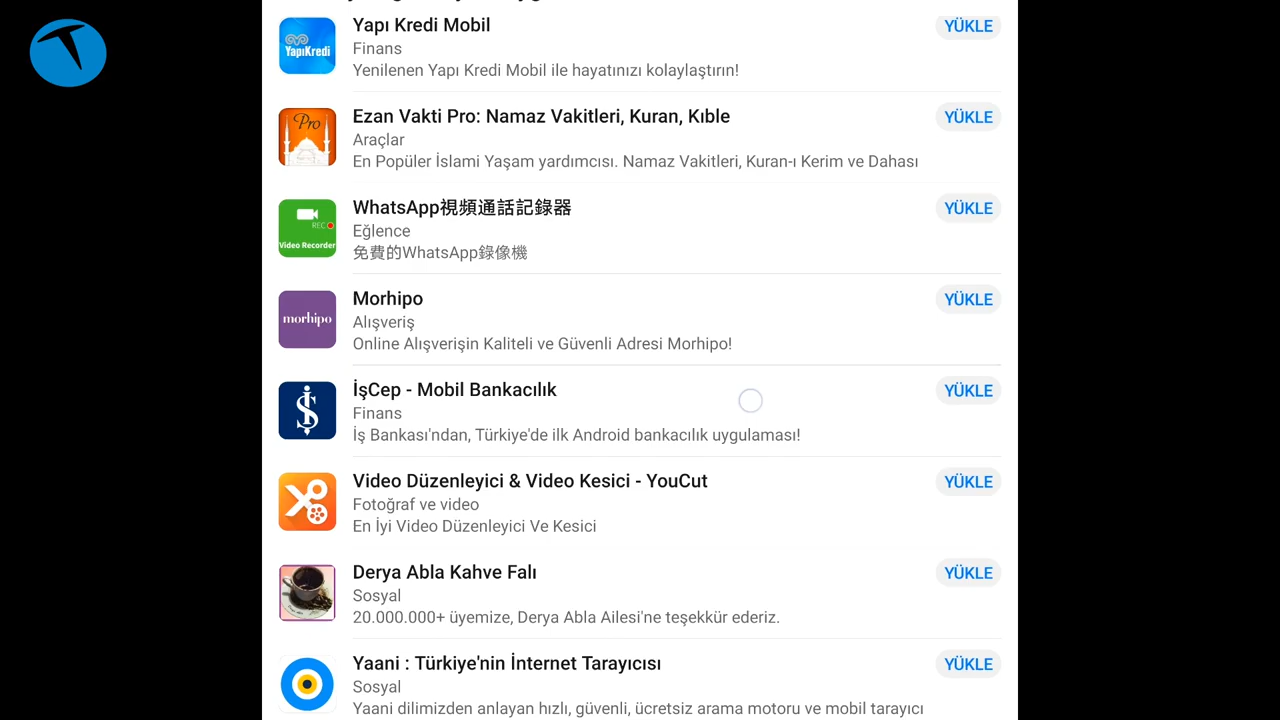 Yapı Kredi Mobil
YÜKLE
Finans
YapıKredi
Yenilenen Yapı Kredi Mobil ile hayatınızı kolaylaştırın!
Ezan Vakti Pro: Namaz Vakitleri, Kuran, Kıble
YÜKLE
Pro
Araçlar
En Popüler İslami Yaşam yardımcısı. Namaz Vakitleri, Kuran-ı Kerim ve Dahası
WhatsApp視頻通話記錄器
YÜKLE
REC
Eğlence
Video Recorder
免費的WhatsApp錄像機
Morhipo
YÜKLE
morhipo
Alışveriş
Online Alışverişin Kaliteli ve Güvenli Adresi Morhipo!
İşCep - Mobil Bankacılık
YÜKLE
Finans
İş Bankası'ndan, Türkiye'de ilk Android bankacılık uygulaması!
Video Düzenleyici & Video Kesici - YouCut
YÜKLE
Fotoğraf ve video
En İyi Video Düzenleyici Ve Kesici
Derya Abla Kahve Falı
YÜKLE
Sosyal
20.000.000+ üyemize, Derya Abla Ailesi'ne teşekkür ederiz.
Yaani : Türkiye'nin İnternet Tarayıcısı
YÜKLE
Sosyal
Yaani dilimizden anlayan hızlı, güvenli, ücretsiz arama motoru ve mobil tarayıcı